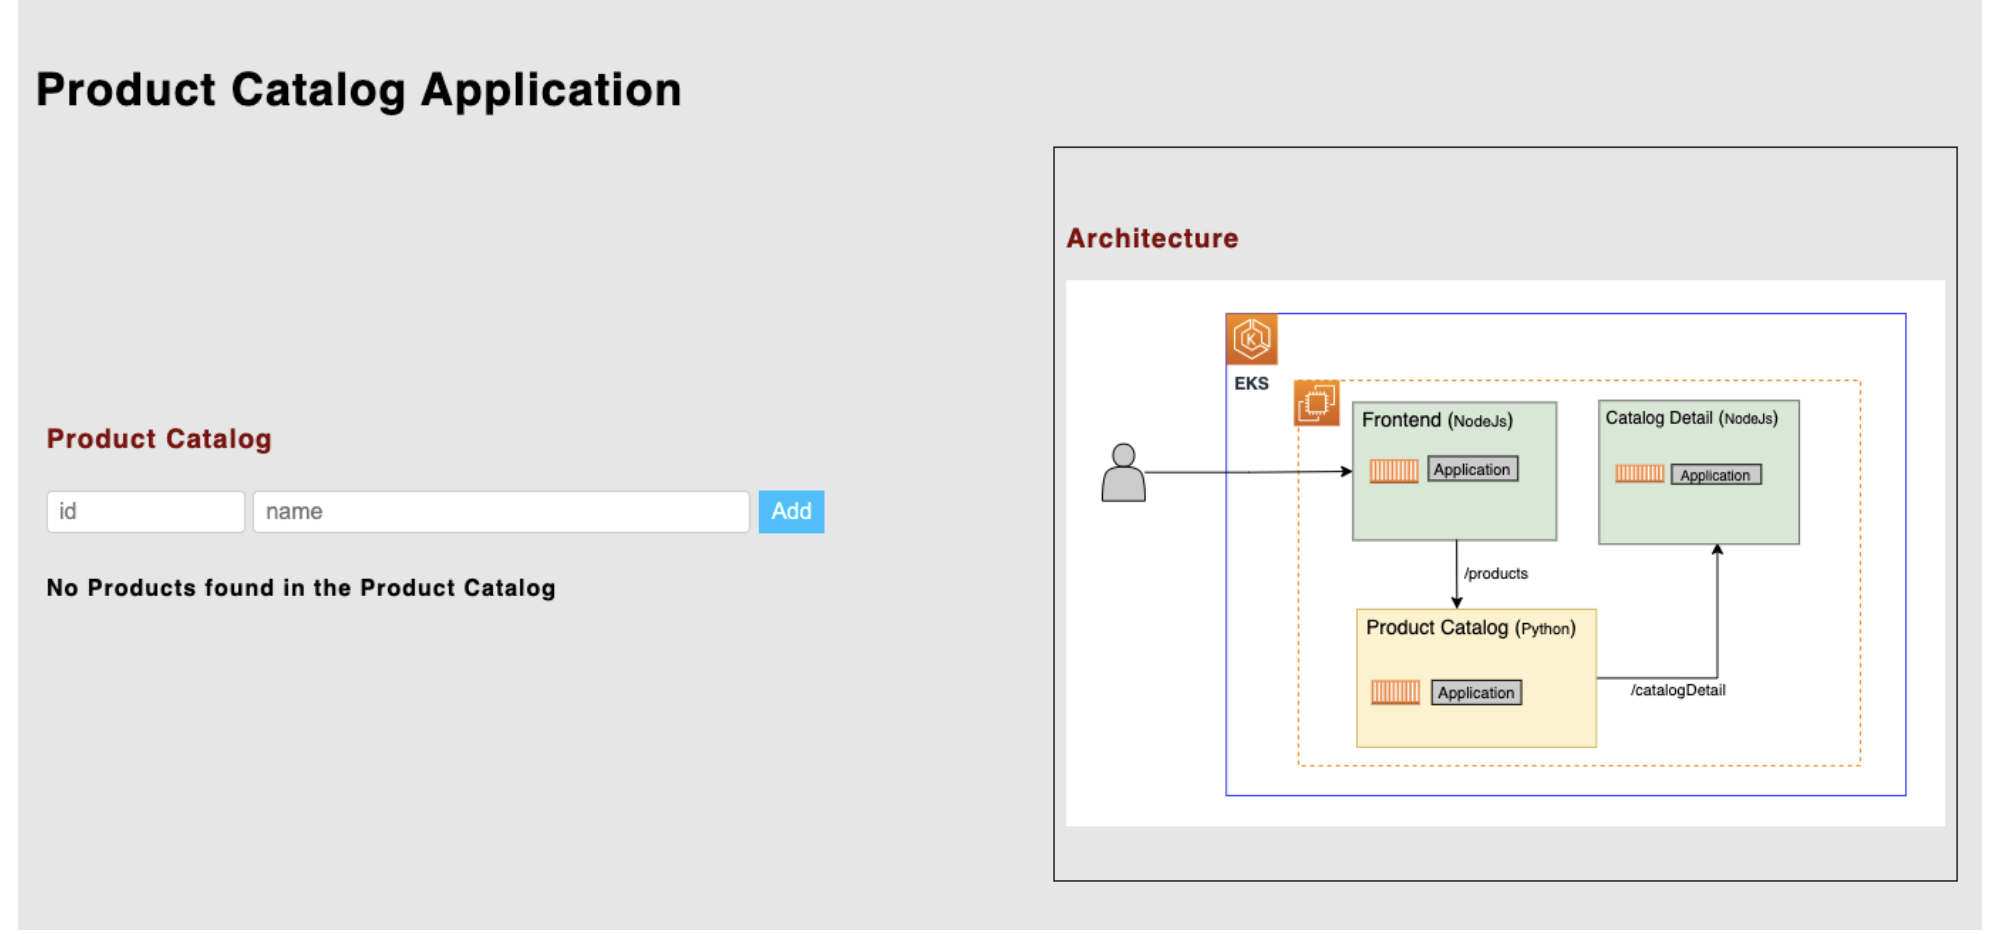 Product Catalog Application
Product Catalog
id name Add
No Products found in the Product Catalog
Architecture
EKS
Frontend (NodeJs)
Application
Catalog Detail (NodeJs)
Application
/products
Product Catalog (Python)
Application
/catalogDetail